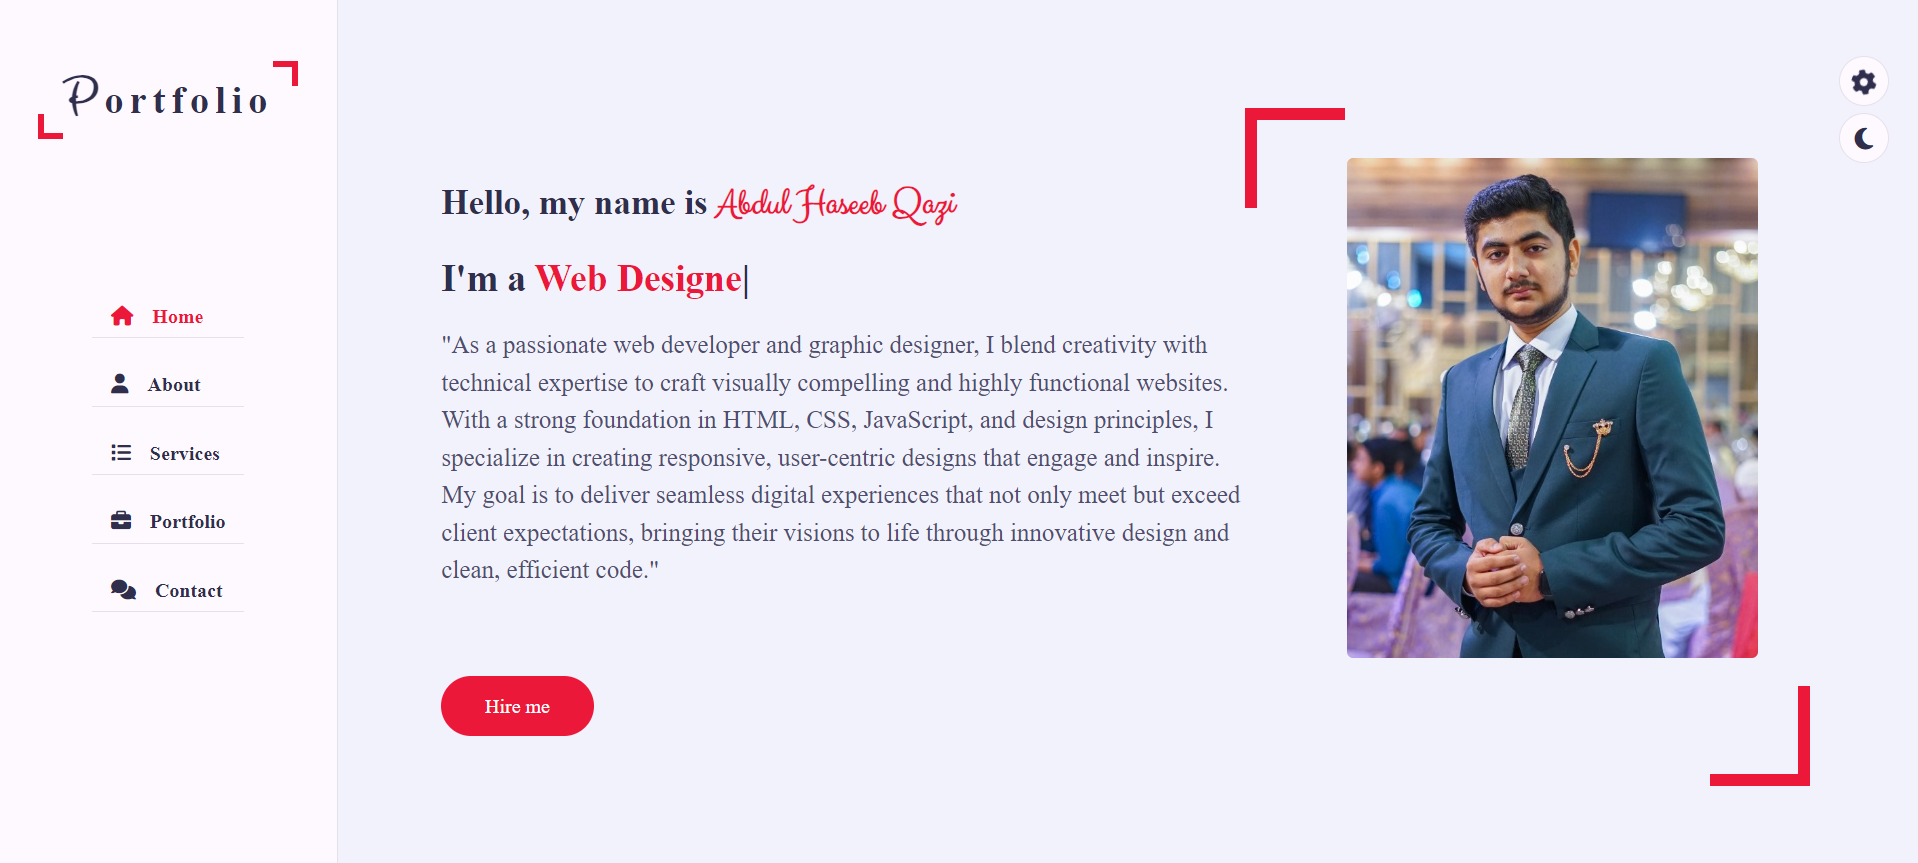 Portfolio
Home
About
Services
Portfolio
Contact
Hello, my name is Abdul Haseeb Qazi
I'm a Web Designe|
"As a passionate web developer and graphic designer, I blend creativity with
technical expertise to craft visually compelling and highly functional websites.
With a strong foundation in HTML, CSS, JavaScript, and design principles, I
specialize in creating responsive, user-centric designs that engage and inspire.
My goal is to deliver seamless digital experiences that not only meet but exceed
client expectations, bringing their visions to life through innovative design and
clean, efficient code."
Hire me